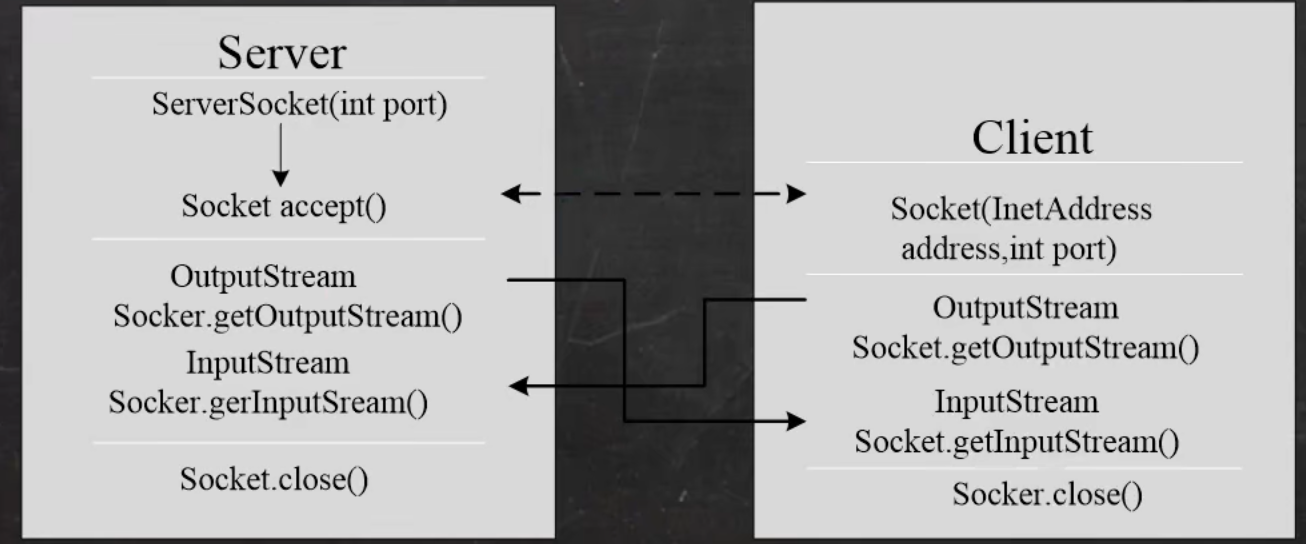 Server
ServerSocket(int port)
Socket accept()
OutputStream
Socker.getOutputStream()
InputStream
Socker.gerInputSream()
Socket.close()
Client
Socket(InetAddress
address,int port)
OutputStream
Socket.getOutputStream()
InputStream
Socket.getInputStream()
Socker.close()